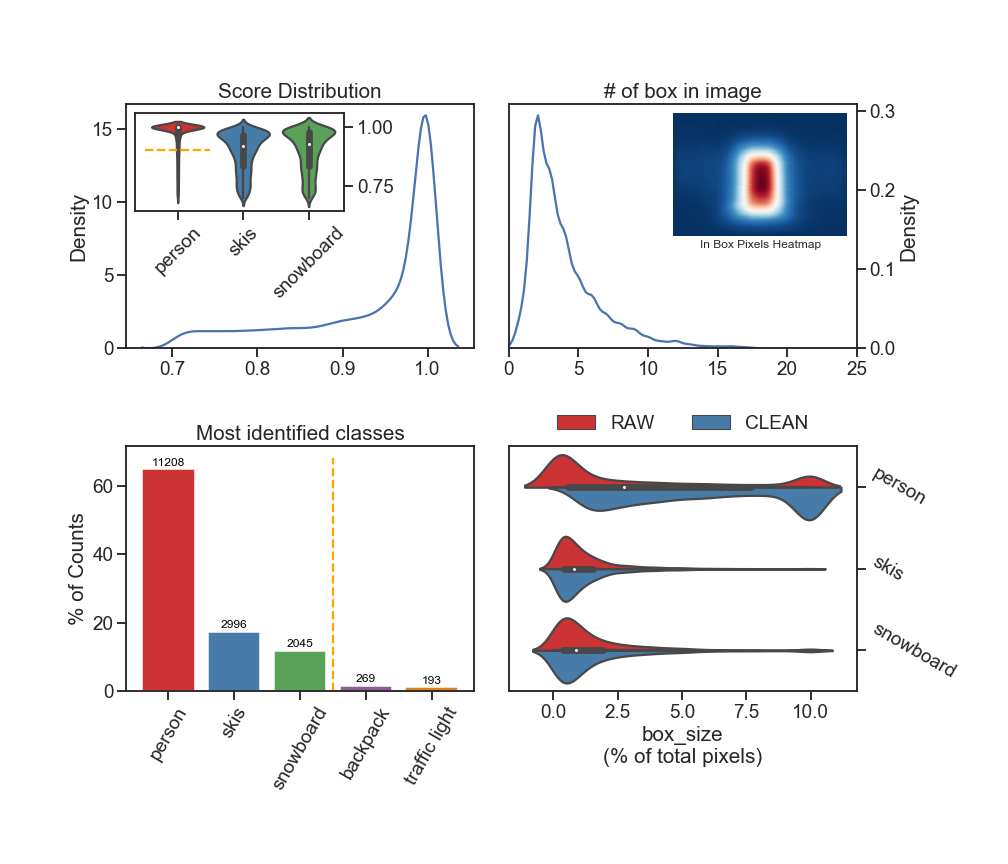 Score Distribution
# of box in image
Density
15
10
5
0
1.00
0.75
person
skis
snowboard
0.7
0.8
0.9
1.0
0.3
0.2
0.1
0.0
Density
In Box Pixels Heatmap
0
5
10
15
20
25
Most identified classes
RAW
CLEAN
% of Counts
60
40
20
0
11208
2996
2045
269
193
person
skis
snowboard
backpack
traffic light
person
skis
snowboard
0.0
2.5
5.0
7.5
10.0
box_size
(% of total pixels)